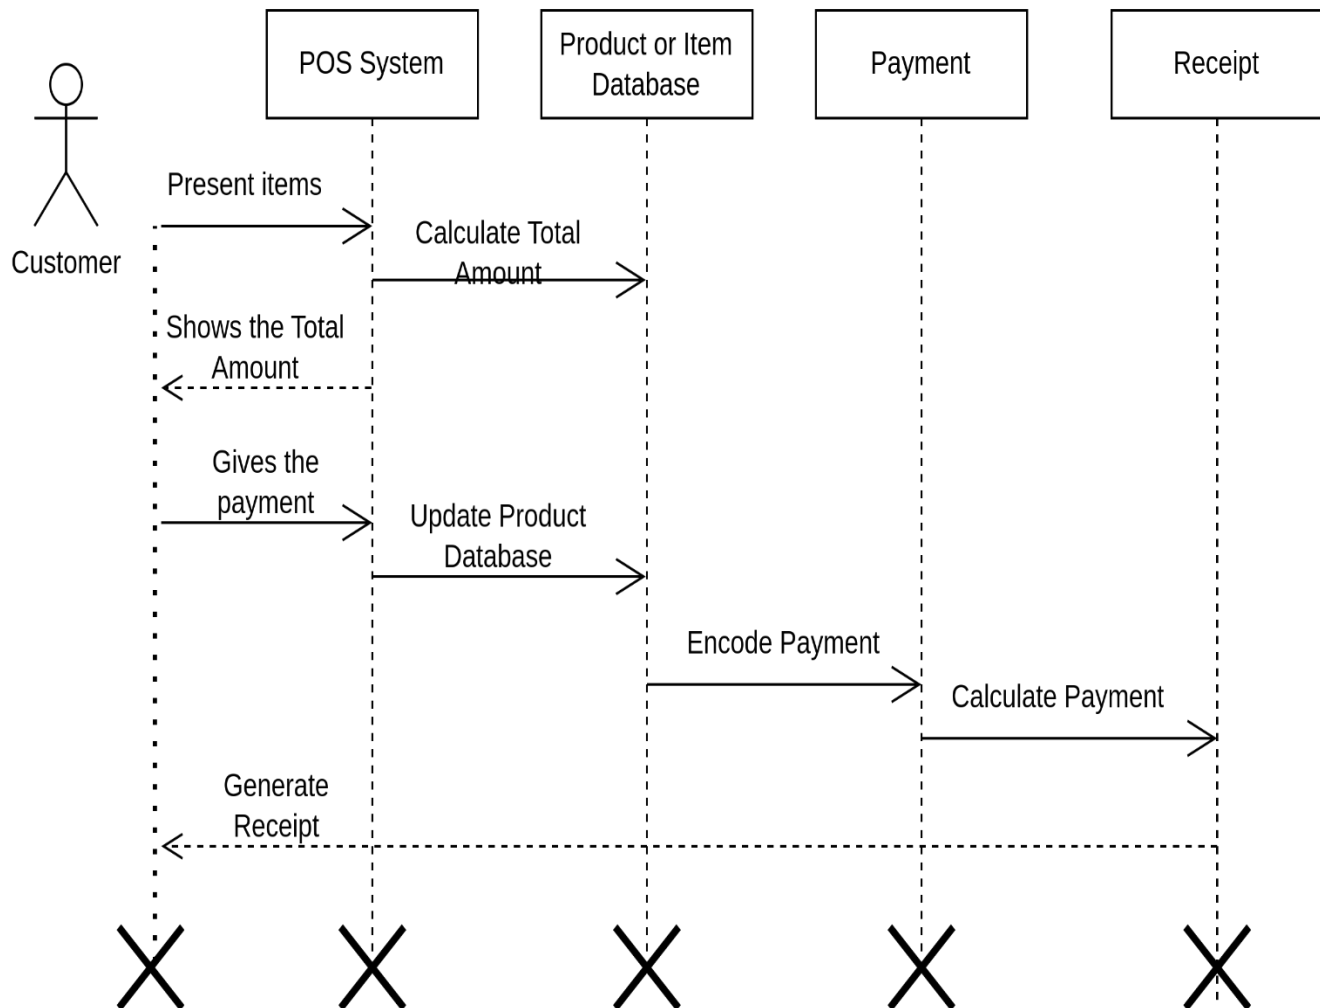 POS System
Product or Item
Database
Payment
Receipt
Customer
Present items
Calculate Total
Amount
Shows the Total
Amount
Gives the
payment
Update Product
Database
Encode Payment
Calculate Payment
Generate
Receipt